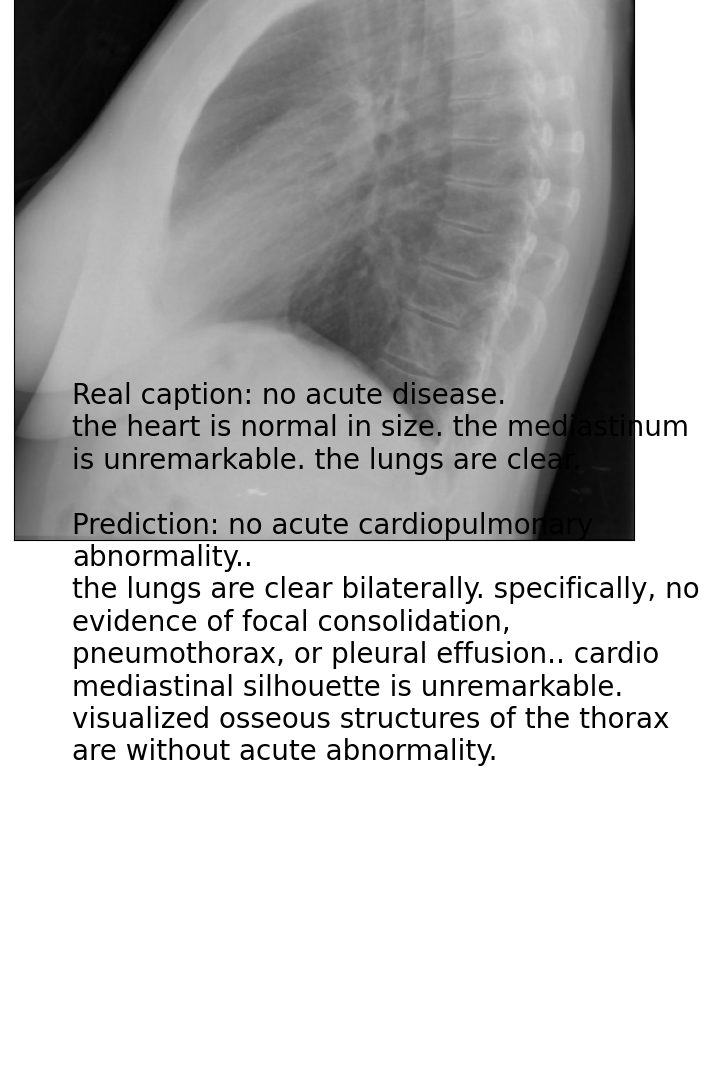 Real caption: no acute disease.
the heart is normal in size. the mediastinum
is unremarkable. the lungs are clear.
Prediction: no acute cardiopulmonary
abnormality..
the lungs are clear bilaterally. specifically, no
evidence of focal consolidation,
pneumothorax, or pleural effusion.. cardio
mediastinal silhouette is unremarkable.
visualized osseous structures of the thorax
are without acute abnormality.